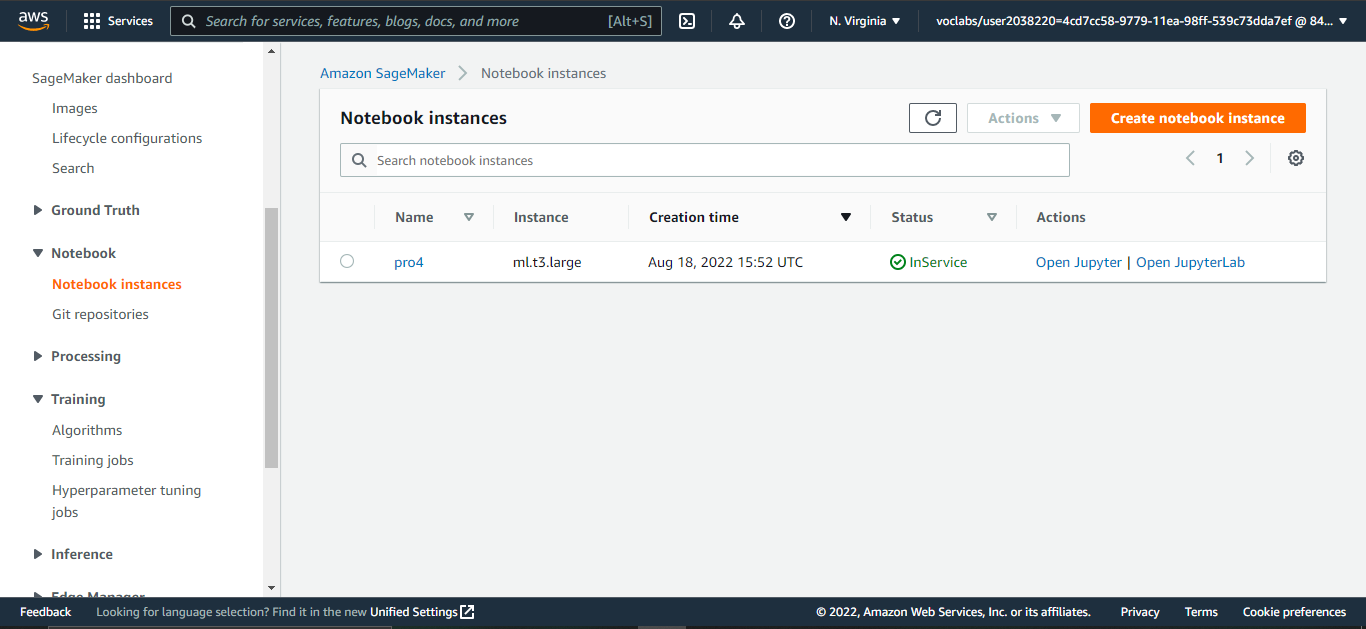 aws
Services
Search for services, features, blogs, docs, and more [Alt+S]
N. Virginia
voclabs/user2038220=4cd7cc58-9779-11ea-98ff-539c73dda7ef @ 84...
SageMaker dashboard
Images
Lifecycle configurations
Search
Ground Truth
Notebook
Notebook instances
Git repositories
Processing
Training
Algorithms
Training jobs
Hyperparameter tuning
jobs
Inference
Edge Manager
Amazon SageMaker Notebook instances
Notebook instances
Actions
Create notebook instance
Search notebook instances
1
Name Instance Creation time Status Actions
pro4 ml.t3.large Aug 18, 2022 15:52 UTC InService Open Jupyter | Open JupyterLab
Feedback Looking for language selection? Find it in the new Unified Settings © 2022, Amazon Web Services, Inc. or its affiliates. Privacy Terms Cookie preferences